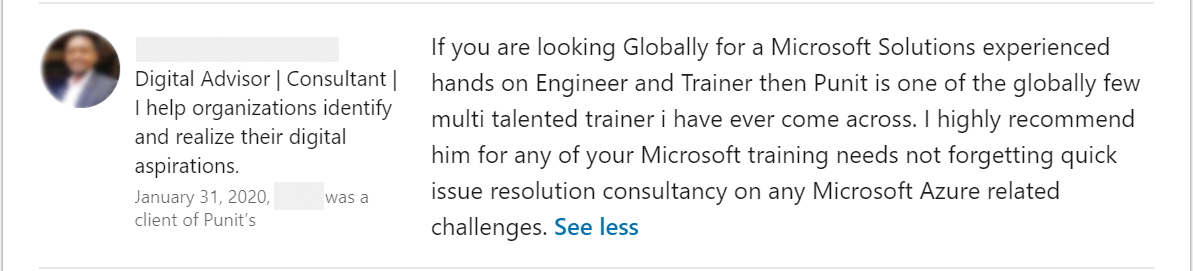 Digital Advisor | Consultant |
I help organizations identify
and realize their digital
aspirations.
January 31, 2020, was a
client of Punit's
If you are looking Globally for a Microsoft Solutions experienced
hands on Engineer and Trainer then Punit is one of the globally few
multi talented trainer i have ever come across. I highly recommend
him for any of your Microsoft training needs not forgetting quick
issue resolution consultancy on any Microsoft Azure related
challenges. See less